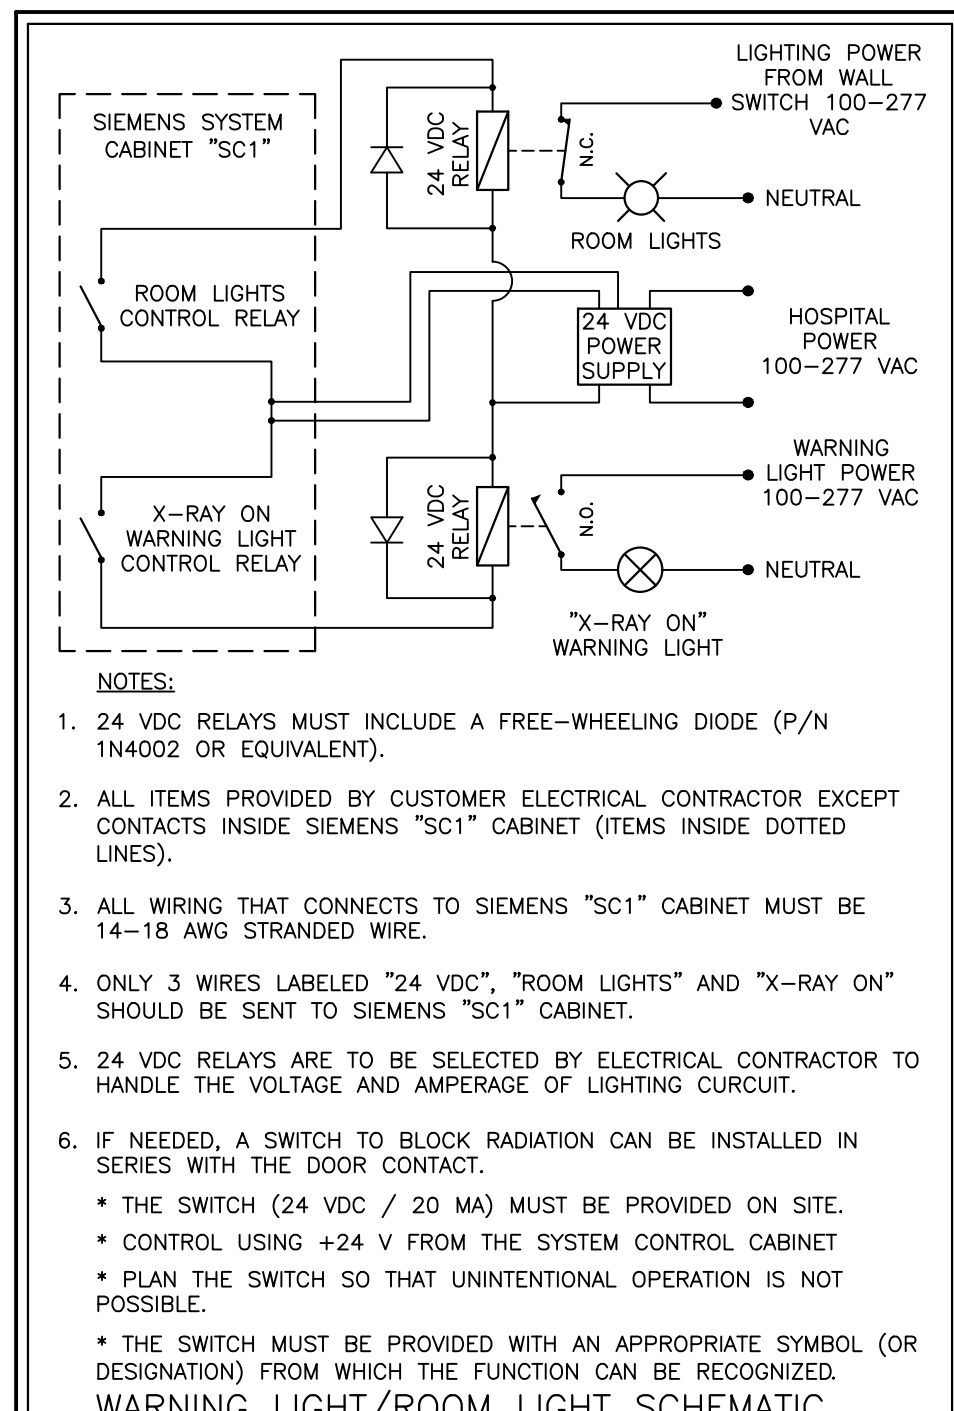 LIGHTING POWER
FROM WALL
SWITCH 100-277
VAC
SIEMENS SYSTEM
CABINET "SC1"
24 VDC
RELAY
N.C.
NEUTRAL
ROOM LIGHTS
ROOM LIGHTS
CONTROL RELAY
24 VDC
POWER
SUPPLY
HOSPITAL
POWER
100-277 VAC
WARNING
LIGHT POWER
100-277 VAC
X-RAY ON
WARNING LIGHT
CONTROL RELAY
24 VDC
RELAY
N.O.
NEUTRAL
"X-RAY ON"
WARNING LIGHT
NOTES:
1. 24 VDC RELAYS MUST INCLUDE A FREE-WHEELING DIODE (P/N
1N4002 OR EQUIVALENT).
2. ALL ITEMS PROVIDED BY CUSTOMER ELECTRICAL CONTRACTOR EXCEPT
CONTACTS INSIDE SIEMENS "SC1" CABINET (ITEMS INSIDE DOTTED
LINES).
3. ALL WIRING THAT CONNECTS TO SIEMENS "SC1" CABINET MUST BE
14-18 AWG STRANDED WIRE.
4. ONLY 3 WIRES LABELED "24 VDC", "ROOM LIGHTS" AND "X-RAY ON"
SHOULD BE SENT TO SIEMENS "SC1" CABINET.
5. 24 VDC RELAYS ARE TO BE SELECTED BY ELECTRICAL CONTRACTOR TO
HANDLE THE VOLTAGE AND AMPERAGE OF LIGHTING CURCUIT.
6. IF NEEDED, A SWITCH TO BLOCK RADIATION CAN BE INSTALLED IN
SERIES WITH THE DOOR CONTACT.
* THE SWITCH (24 VDC / 20 MA) MUST BE PROVIDED ON SITE.
* CONTROL USING +24 V FROM THE SYSTEM CONTROL CABINET
* PLAN THE SWITCH SO THAT UNINTENTIONAL OPERATION IS NOT
POSSIBLE.
* THE SWITCH MUST BE PROVIDED WITH AN APPROPRIATE SYMBOL (OR
DESIGNATION) FROM WHICH THE FUNCTION CAN BE RECOGNIZED.
WARNING LIGHT/ROOM LIGHT SCHEMATIC